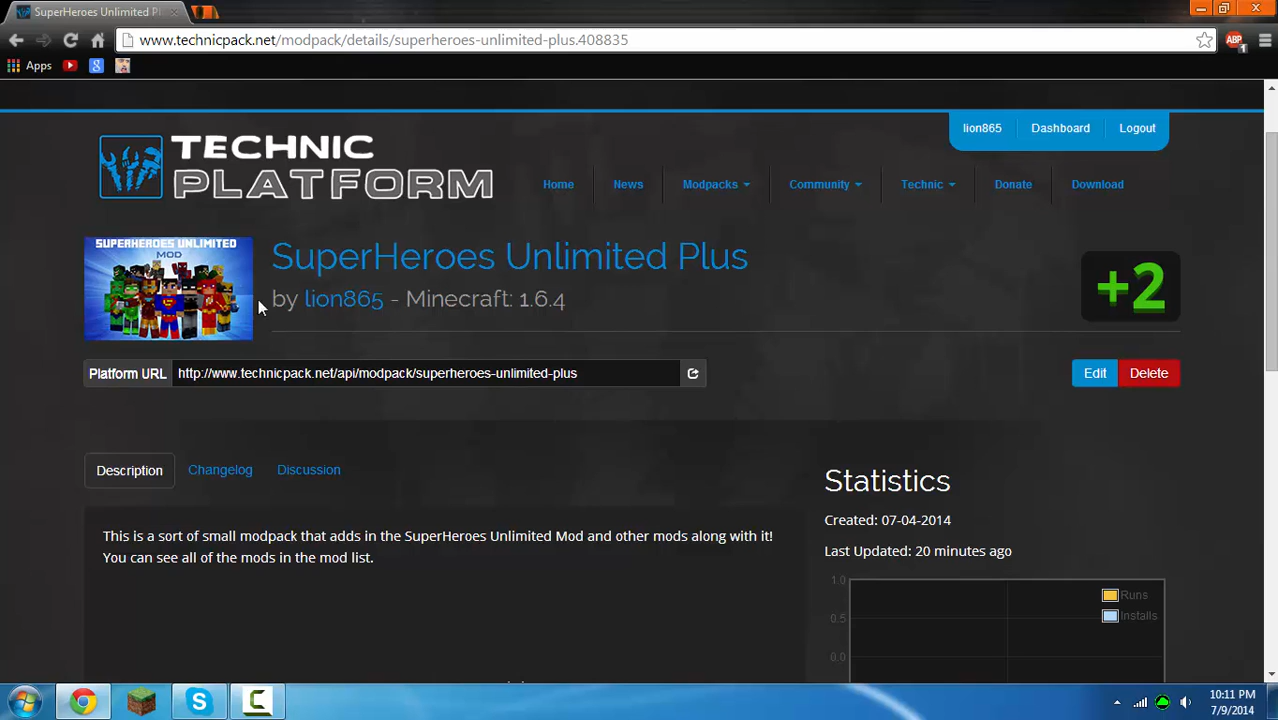 SuperHeroes Unlimited Pl
www.technicpack.net/modpack/details/superheroes-unlimited-plus.408835
ABP
1
Apps
8
TECHNIC
PLATFORM
lion865
Dashboard
Logout
Home
News
Modpacks
Community
Technic
Donate
Download
SUPERHEROES UNLIMITED
MOD
SuperHeroes Unlimited Plus
by lion865 - Minecraft: 1.6.4
+2
Platform URL
http://www.technicpack.net/api/modpack/superheroes-unlimited-plus
Edit
Delete
Description
Changelog
Discussion
This is a sort of small modpack that adds in the SuperHeroes Unlimited Mod and other mods along with it!
You can see all of the mods in the mod list.
Statistics
Created: 07-04-2014
Last Updated: 20 minutes ago
1.0
0.5
0.0
Runs
Installs
10:11 PM
7/9/2014